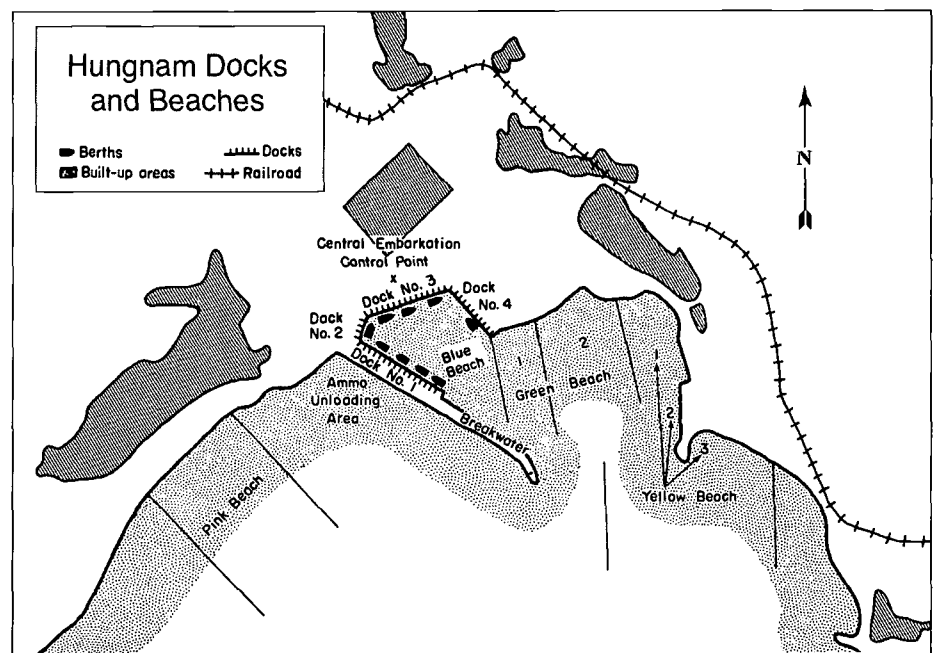 Hungnam Docks
and Beaches
Berths
Docks
Built-up areas
Railroad
N
Central Embarkation
Control Point
x
Dock No. 3
Dock
No. 4
Dock
No. 2
Dock No. 1
Blue
Beach
1
2
Green Beach
Ammo
Unloading
Area
Breakwater
1
2
3
Yellow Beach
Pink Beach